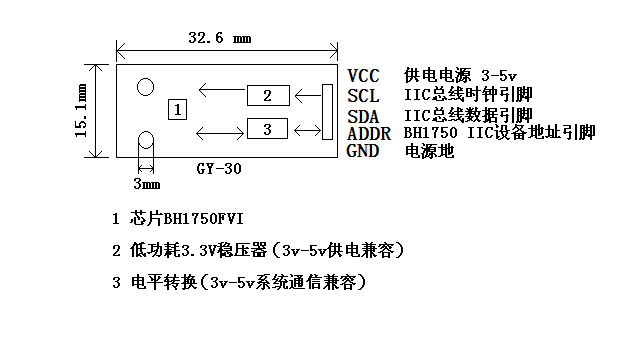 32.6 mm
15.1mm
1
2
3
VCC 供电电源 3-5v
SCL IIC总线时钟引脚
SDA IIC总线数据引脚
ADDR BH1750 IIC设备地址引脚
GND 电源地
3mm
GY-30
1 芯片BH1750FVI
2 低功耗3.3V稳压器(3v-5v供电兼容)
3 电平转换(3v-5v系统通信兼容)